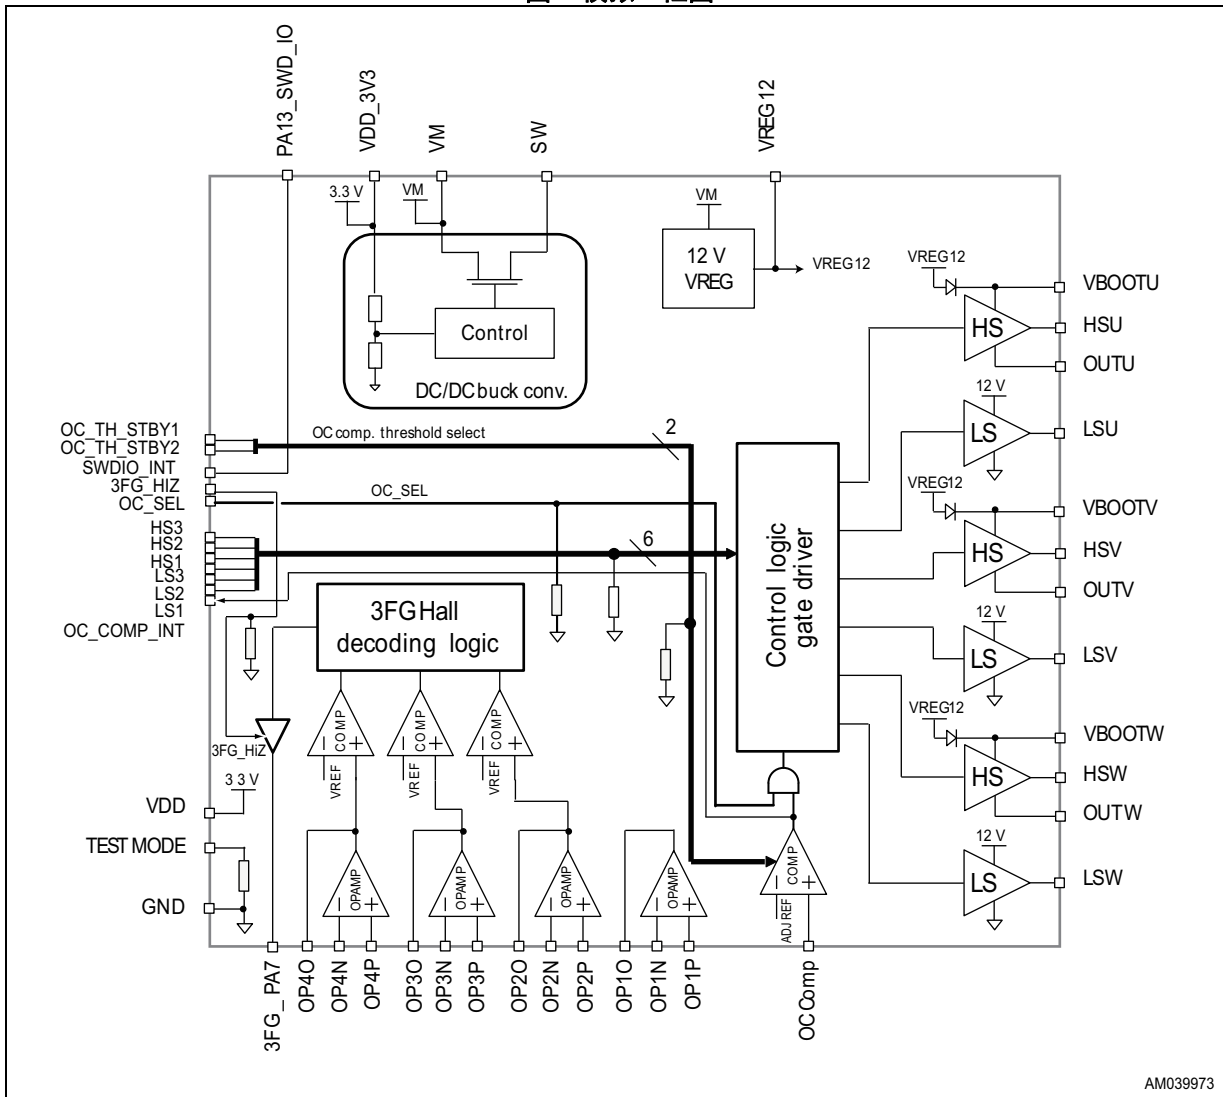 PA13_SWD_IO
VDD_3V3
VM
SW
VREG12
3.3 V
VM
VM
12 V
VREG
VREG12
Control
DC/DC buck conv.
VREG12
VBOOTU
HS
HSU
OUTU
12 V
LS
LSU
VREG12
VBOOTV
HS
HSV
OUTV
12 V
LS
LSV
VREG12
VBOOTW
HS
HSW
OUTW
12 V
LS
LSW
OC_TH_STBY1
OC_TH_STBY2
SWDIO_INT
3FG_HIZ
OC_SEL
HS3
HS2
HS1
LS3
LS2
LS1
OC_COMP_INT
OC comp. threshold select
2
OC_SEL
6
Control logic
gate driver
3FG Hall
decoding logic
3FG_HiZ
COMP
VREF
COMP
VREF
COMP
VREF
3 3 V
VDD
TEST MODE
GND
OPAMP
OPAMP
OPAMP
OPAMP
COMP
ADJ REF
3FG _ PA7
OP4O
OP4N
OP4P
OP3O
OP3N
OP3P
OP2O
OP2N
OP2P
OP1O
OP1N
OP1P
OC Comp
AM039973